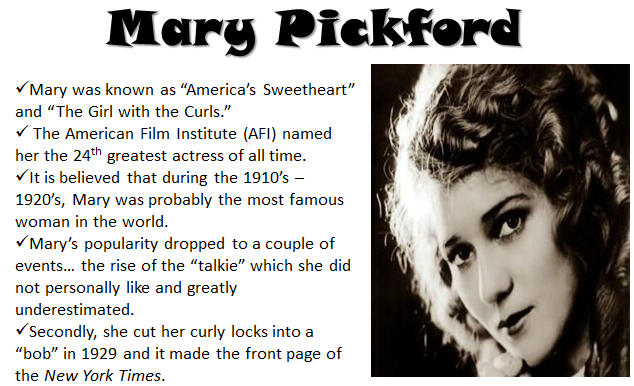 Mary Pickford
✓Mary was known as “America’s Sweetheart”
and “The Girl with the Curls.”
✓ The American Film Institute (AFI) named
her the 24th greatest actress of all time.
✓It is believed that during the 1910’s –
1920’s, Mary was probably the most famous
woman in the world.
✓Mary’s popularity dropped to a couple of
events… the rise of the “talkie” which she did
not personally like and greatly
underestimated.
✓Secondly, she cut her curly locks into a
“bob” in 1929 and it made the front page of
the New York Times.